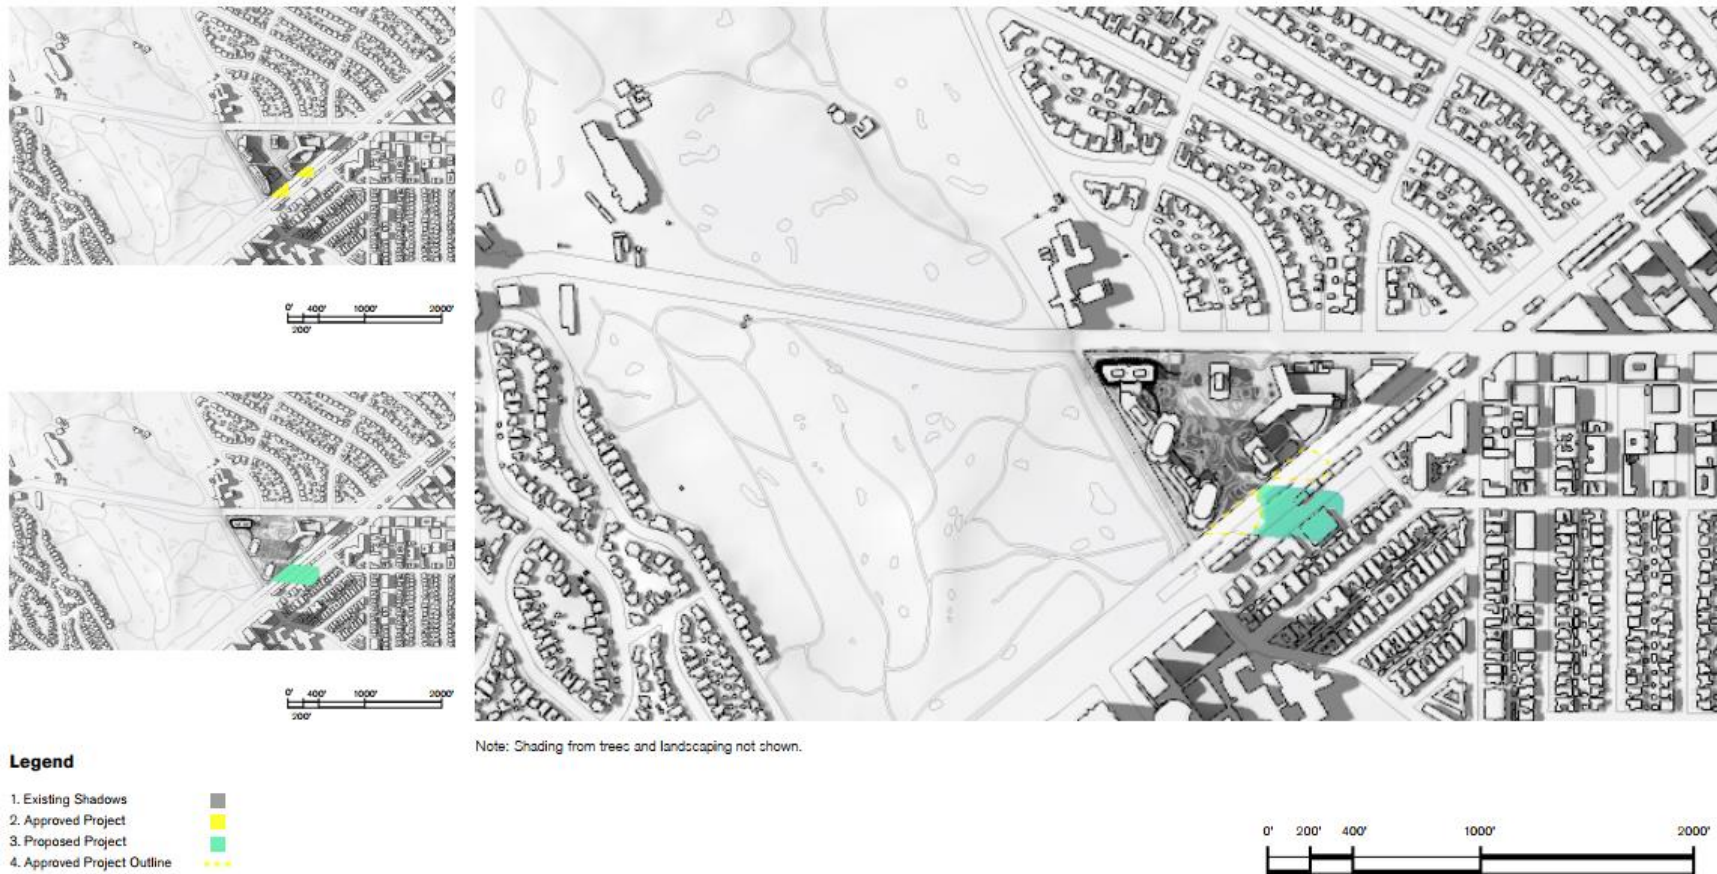 0' 400' 1000' 2000'
200'
0' 400' 1000' 2000'
200'
Note: Shading from trees and landscaping not shown.
Legend
1. Existing Shadows
2. Approved Project
3. Proposed Project
4. Approved Project Outline
0' 200' 400' 1000' 2000'